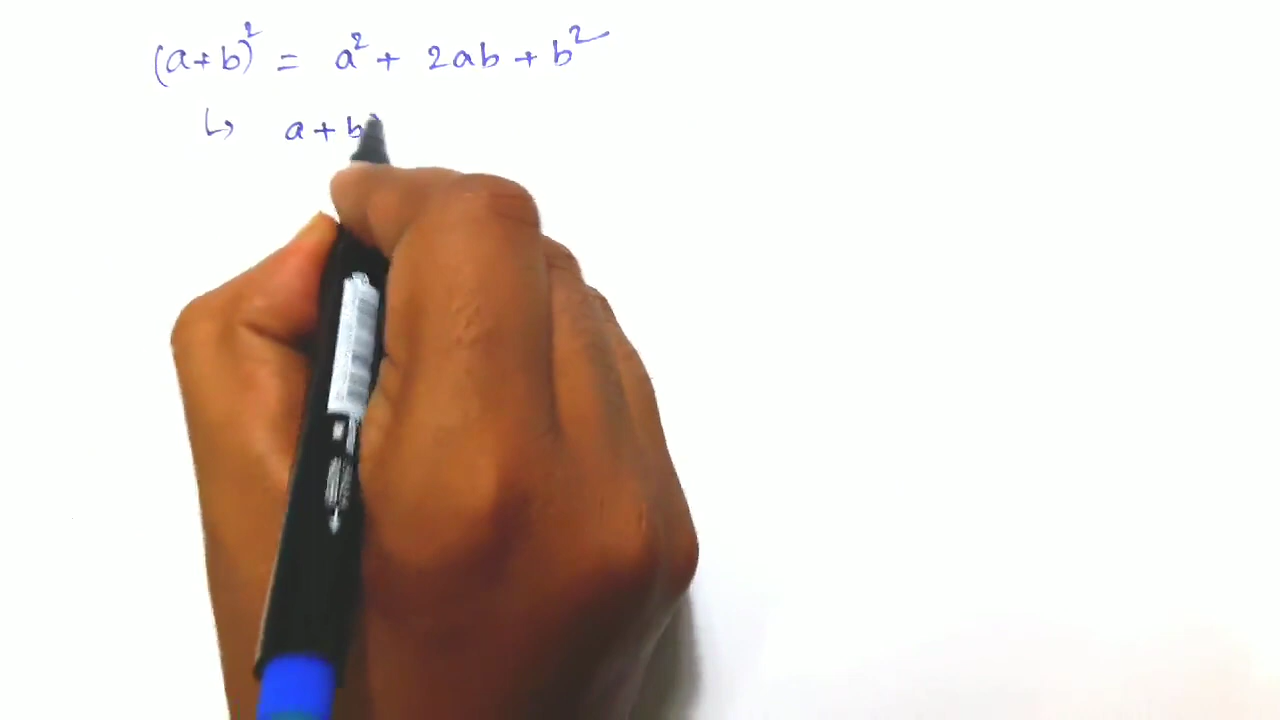 (a+b)² = a² + 2ab + b²
↳ a + b